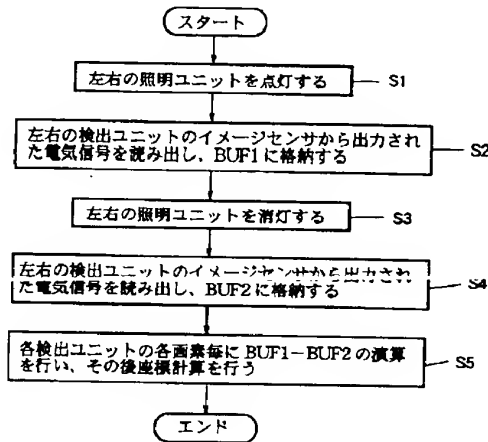 スタート
左右の照明ユニットを点灯する
S1
左右の検出ユニットのイメージセンサから出力され
た電気信号を読み出し、BUF1に格納する
S2
左右の照明ユニットを消灯する
S3
左右の検出ユニットのイメージセンサから出力され
た電気信号を読み出し、BUF2に格納する
S4
各検出ユニットの各画素毎にBUF1－BUF2の演算
を行い、その後座標計算を行う
S5
エンド